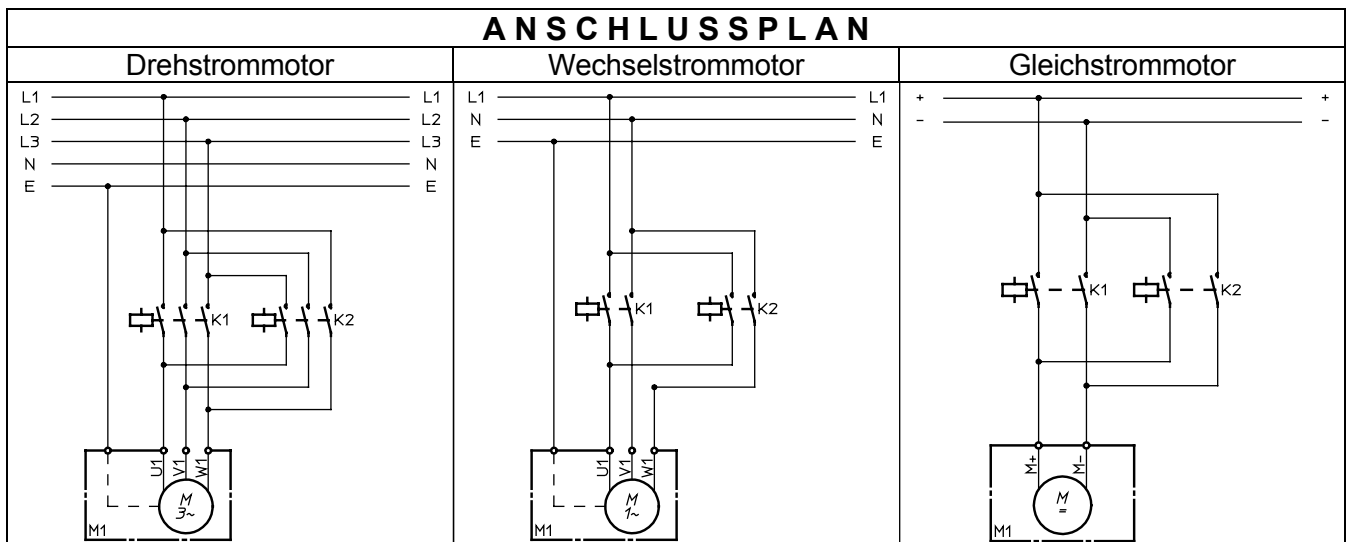 ANSCHLUSSPLAN
Drehstrommotor Wechselstrommotor Gleichstrommotor
L1 L1 L1 L1 + +
L2 L2 N N - -
L3 L3 E E
N N
E E
K1 K2 K1 K2 K1 K2
U1 V1 W1 U1 V1 W1 M+ M-
M 3~ M 1~ M =
M1 M1 M1